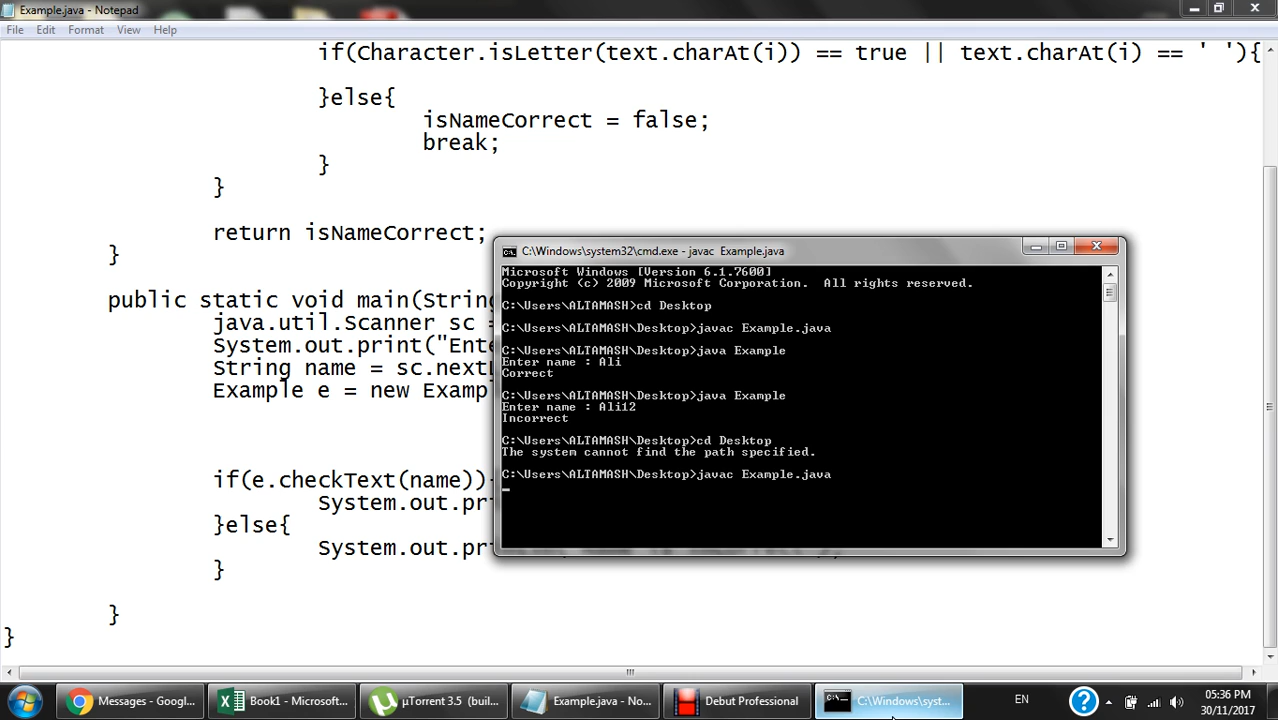 Example.java - Notepad
File Edit Format View Help
if(Character.isLetter(text.charAt(i)) == true || text.charAt(i) == ' '){
}else{
isNameCorrect = false;
break;
}
}
return isNameCorrect;
}
public static void main(String
java.util.Scanner sc =
System.out.print("Ente
String name = sc.nextL
Example e = new Examp
if(e.checkText(name))
System.out.pr
}else{
System.out.pr
}
}
}
C:\Windows\system32\cmd.exe - javac  Example.java
Microsoft Windows [Version 6.1.7600]
Copyright (c) 2009 Microsoft Corporation.  All rights reserved.
C:\Users\ALTAMASH>cd Desktop
C:\Users\ALTAMASH\Desktop>javac Example.java
C:\Users\ALTAMASH\Desktop>java Example
Enter name : Ali
Correct
C:\Users\ALTAMASH\Desktop>java Example
Enter name : Ali12
Incorrect
C:\Users\ALTAMASH\Desktop>cd Desktop
The system cannot find the path specified.
C:\Users\ALTAMASH\Desktop>javac Example.java
Messages - Googl... Book1 - Microsoft... µTorrent 3.5 (buil... Example.java - No... Debut Professional C:\Windows\syst... EN 05:36 PM
30/11/2017